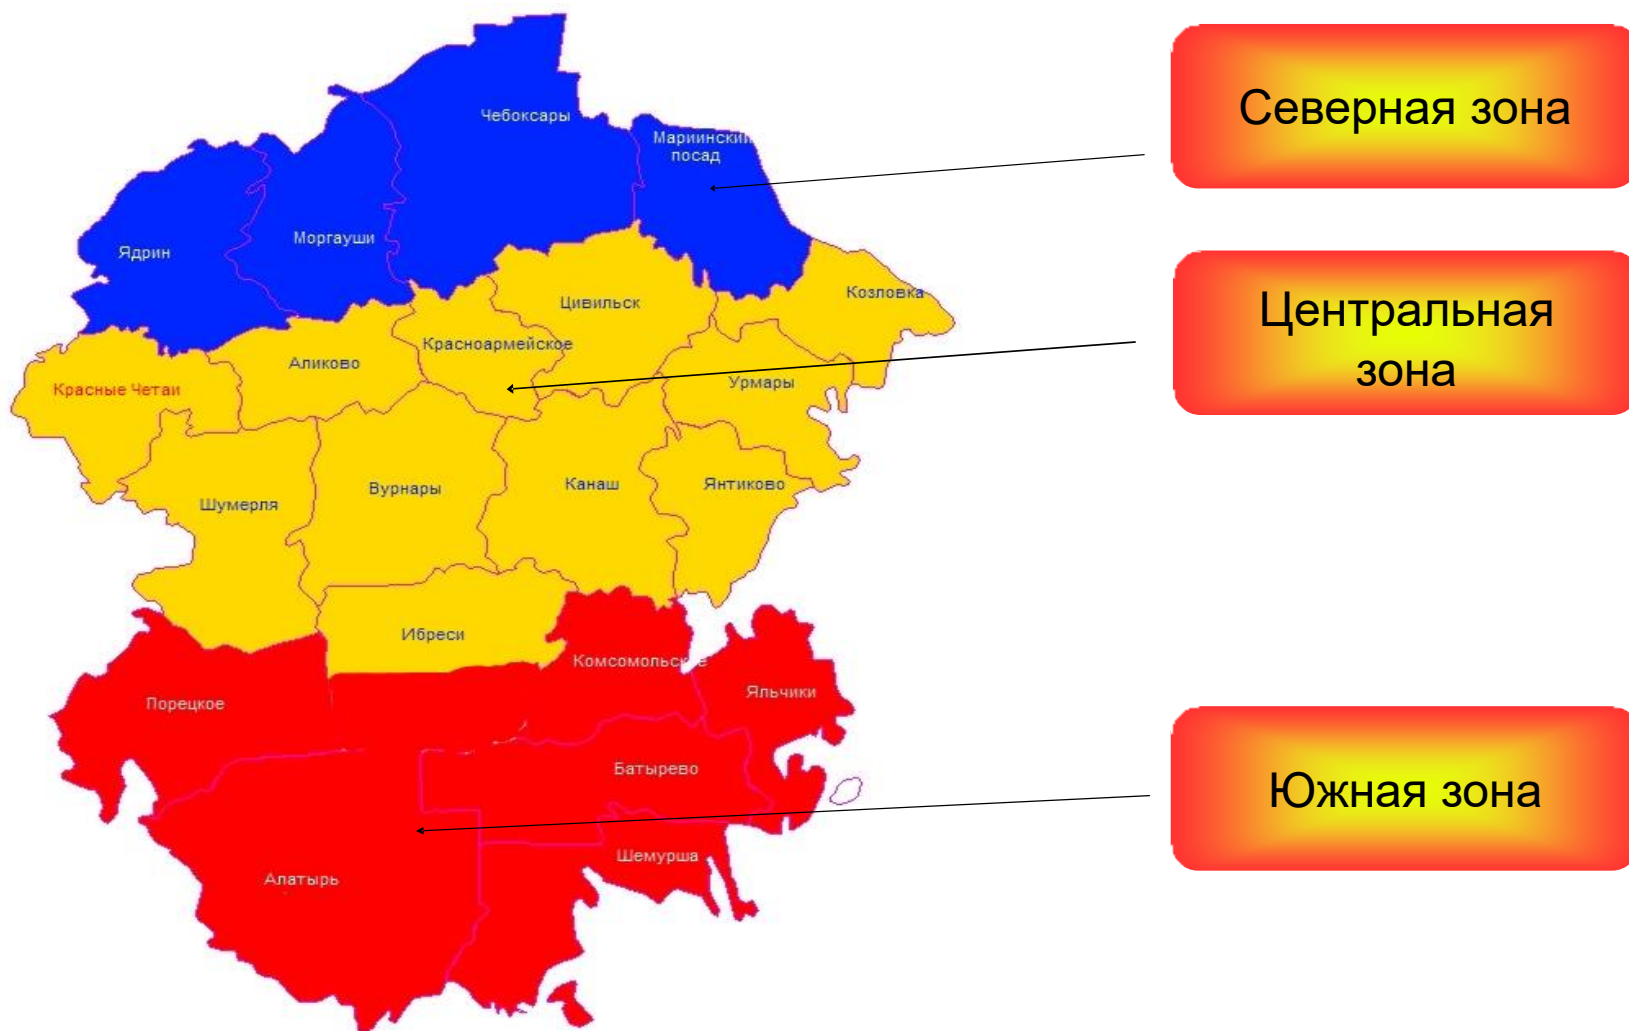 Северная зона
Чебоксары
Мариинский
посад
Моргауши
Ядрин
Центральная
зона
Козловка
Цивильск
Красноармейское
Аликово
Урмары
Красные Четаи
Янтиково
Канаш
Вурнары
Шумерля
Ибреси
Комсомольское
Яльчики
Порецкое
Батырево
Южная зона
Шемурша
Алатырь